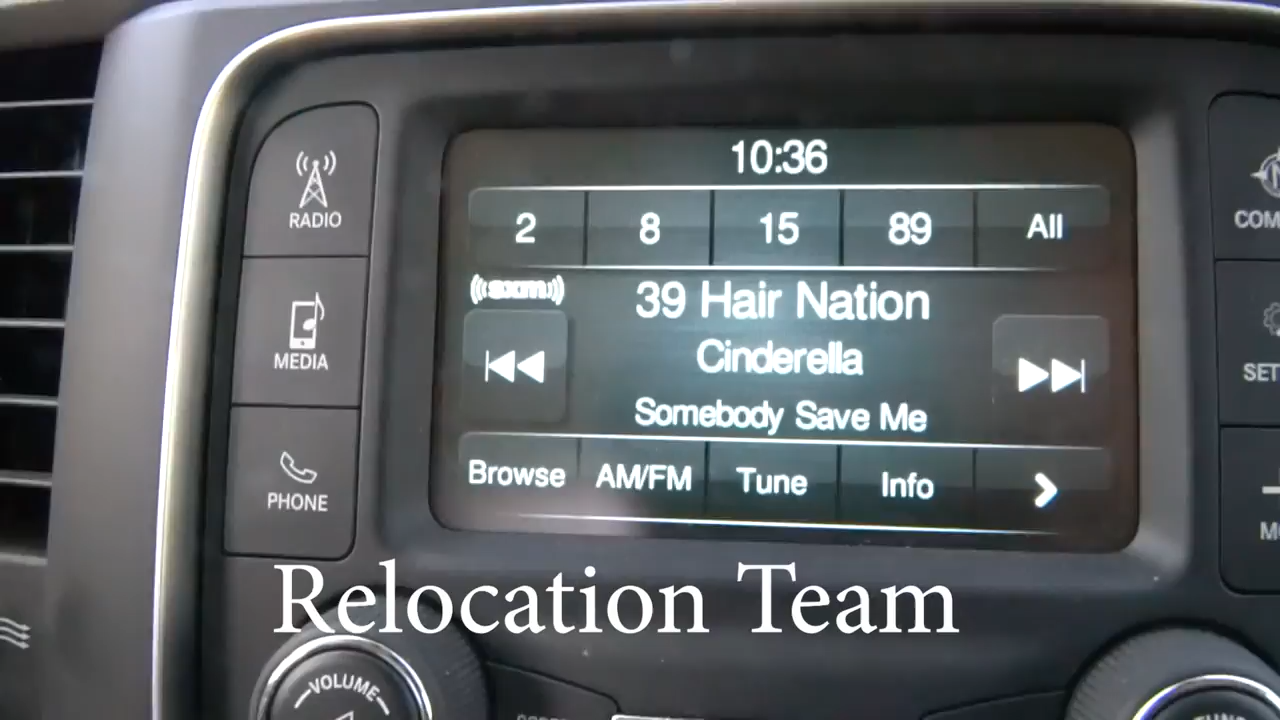 10:36
2 8 15 89 All
((sxm))
39 Hair Nation
Cinderella
Somebody Save Me
Browse AM/FM Tune Info
RADIO
MEDIA
PHONE
Relocation Team
VOLUME